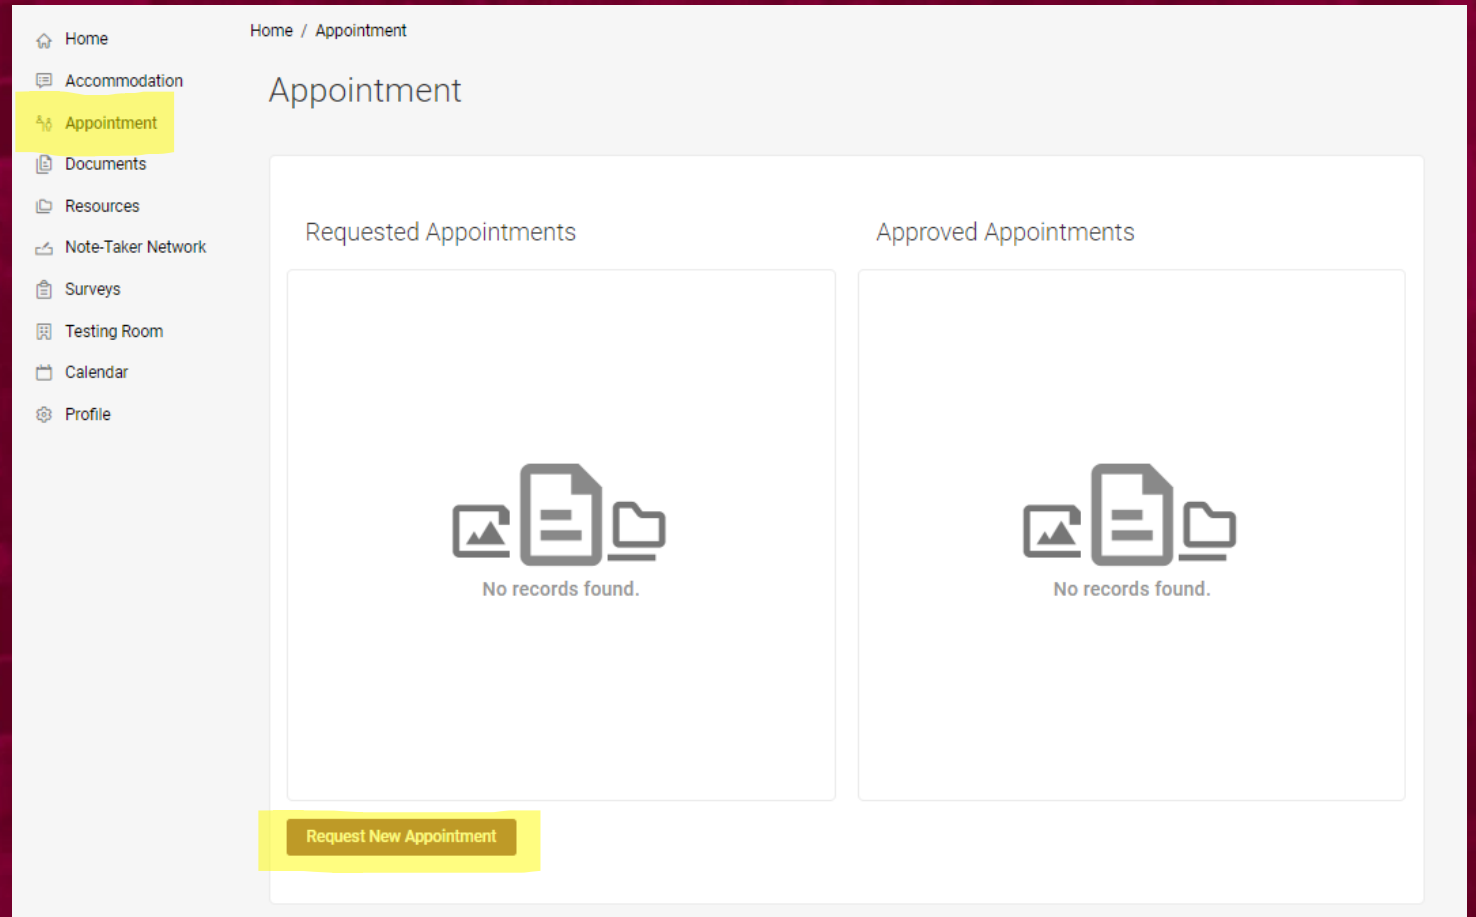 Home
Accommodation
Appointment
Documents
Resources
Note-Taker Network
Surveys
Testing Room
Calendar
Profile
Home / Appointment
Appointment
Requested Appointments
No records found.
Request New Appointment
Approved Appointments
No records found.